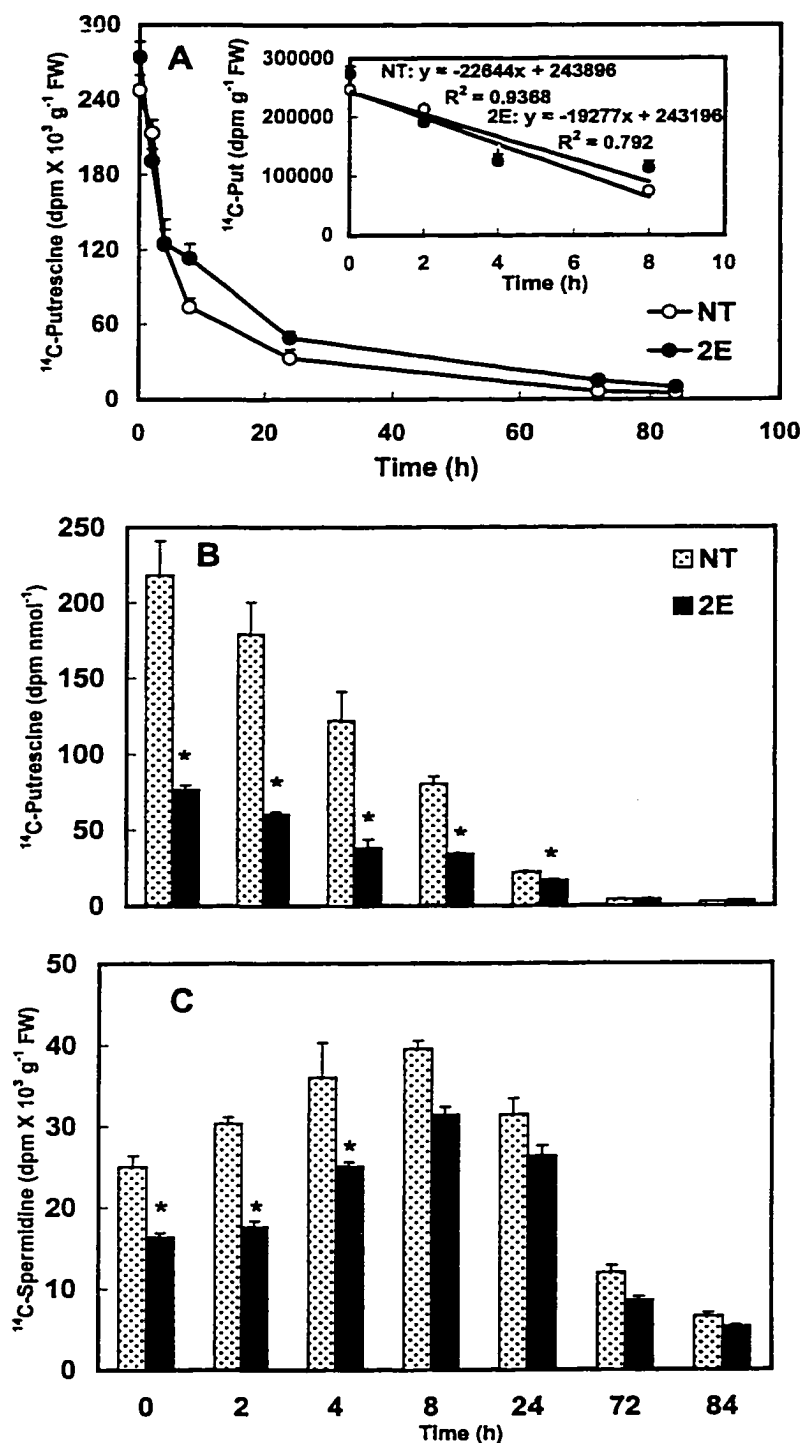 A
¹⁴C-Putrescine (dpm X 10³ g⁻¹ FW)
300
240
180
120
60
0
0 20 40 60 80 100
Time (h)
¹⁴C-Put (dpm g⁻¹ FW)
300000
200000
100000
0
NT: y = -22644x + 243896
R² = 0.9368
2E: y = -19277x + 243196
R² = 0.792
0 2 4 6 8 10
Time (h)
NT
2E
B
¹⁴C-Putrescine (dpm nmol⁻¹)
250
200
150
100
50
0
NT
2E
* * * * *
C
¹⁴C-Spermidine (dpm X 10³ g⁻¹ FW)
50
40
30
20
10
0
* * *
0 2 4 8 24 72 84
Time (h)